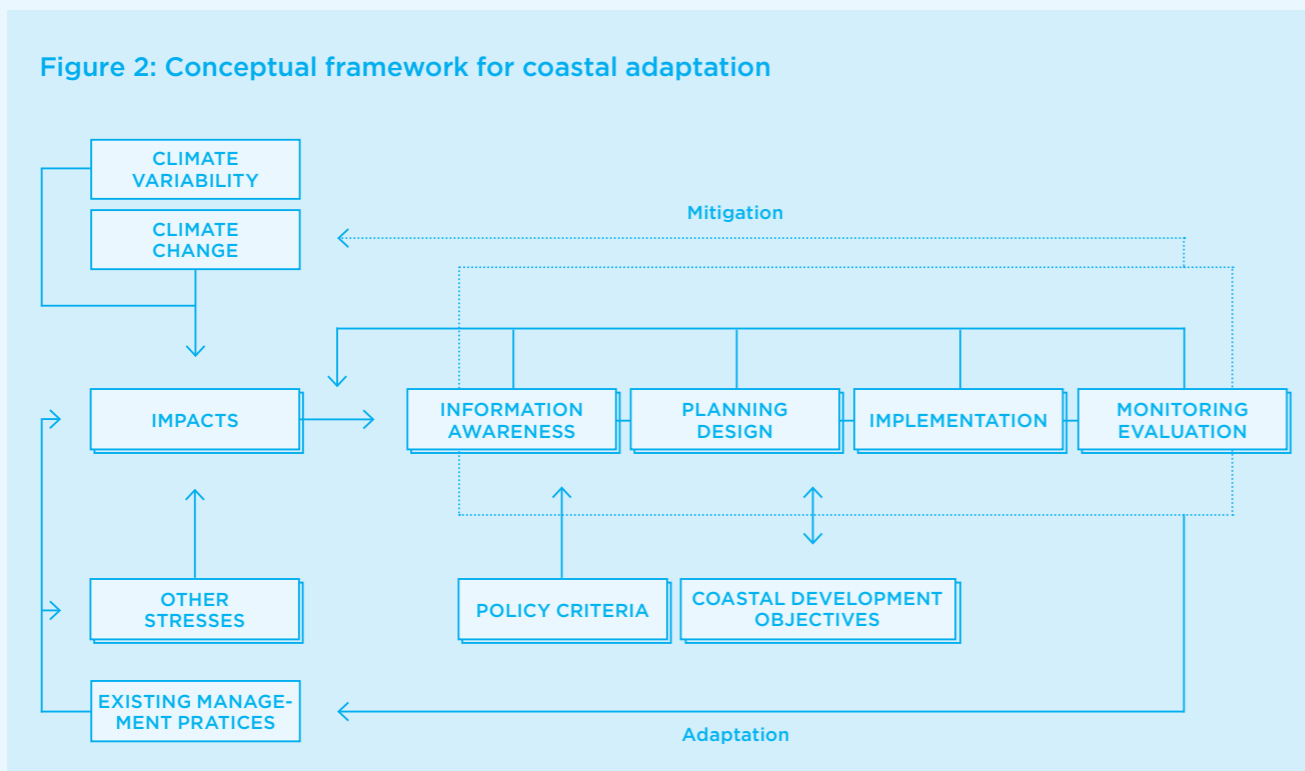 Figure 2: Conceptual framework for coastal adaptation
CLIMATE
VARIABILITY
CLIMATE
CHANGE
Mitigation
IMPACTS
INFORMATION
AWARENESS
PLANNING
DESIGN
IMPLEMENTATION
MONITORING
EVALUATION
OTHER
STRESSES
POLICY CRITERIA
COASTAL DEVELOPMENT
OBJECTIVES
EXISTING MANAGE-
MENT PRATICES
Adaptation